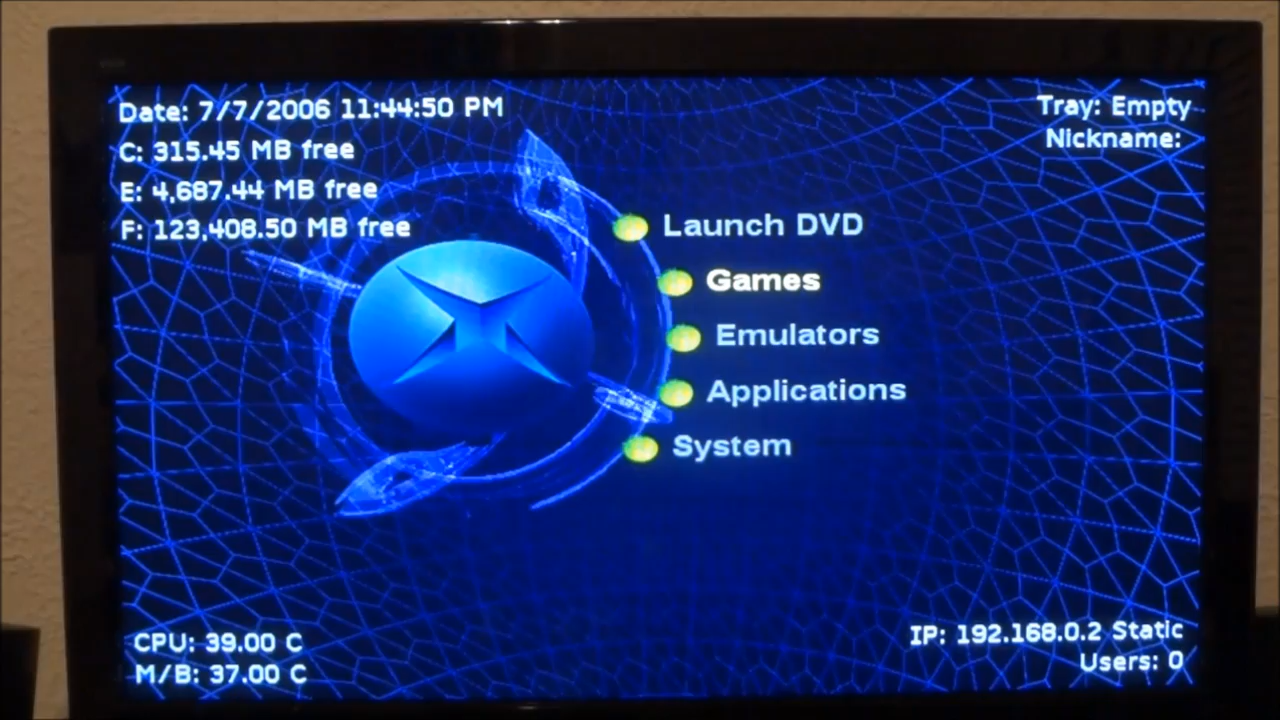 Date: 7/7/2006 11:44:50 PM
C: 315.45 MB free
E: 4,687.44 MB free
F: 123,408.50 MB free
Tray: Empty
Nickname:
Launch DVD
Games
Emulators
Applications
System
CPU: 39.00 C
M/B: 37.00 C
IP: 192.168.0.2 Static
Users: 0